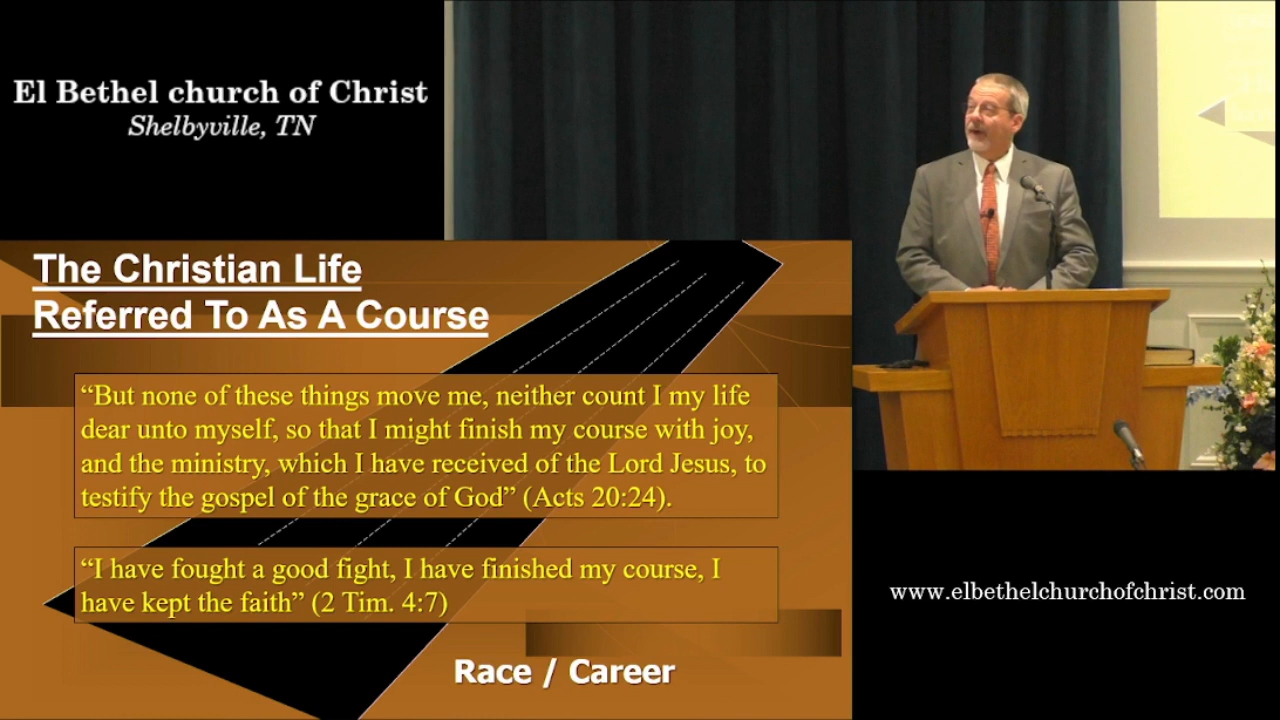 El Bethel church of Christ
Shelbyville, TN
The Christian Life
Referred To As A Course
“But none of these things move me, neither count I my life
dear unto myself, so that I might finish my course with joy,
and the ministry, which I have received of the Lord Jesus, to
testify the gospel of the grace of God” (Acts 20:24).
“I have fought a good fight, I have finished my course, I
have kept the faith” (2 Tim. 4:7)
Race / Career
www.elbethelchurchofchrist.com